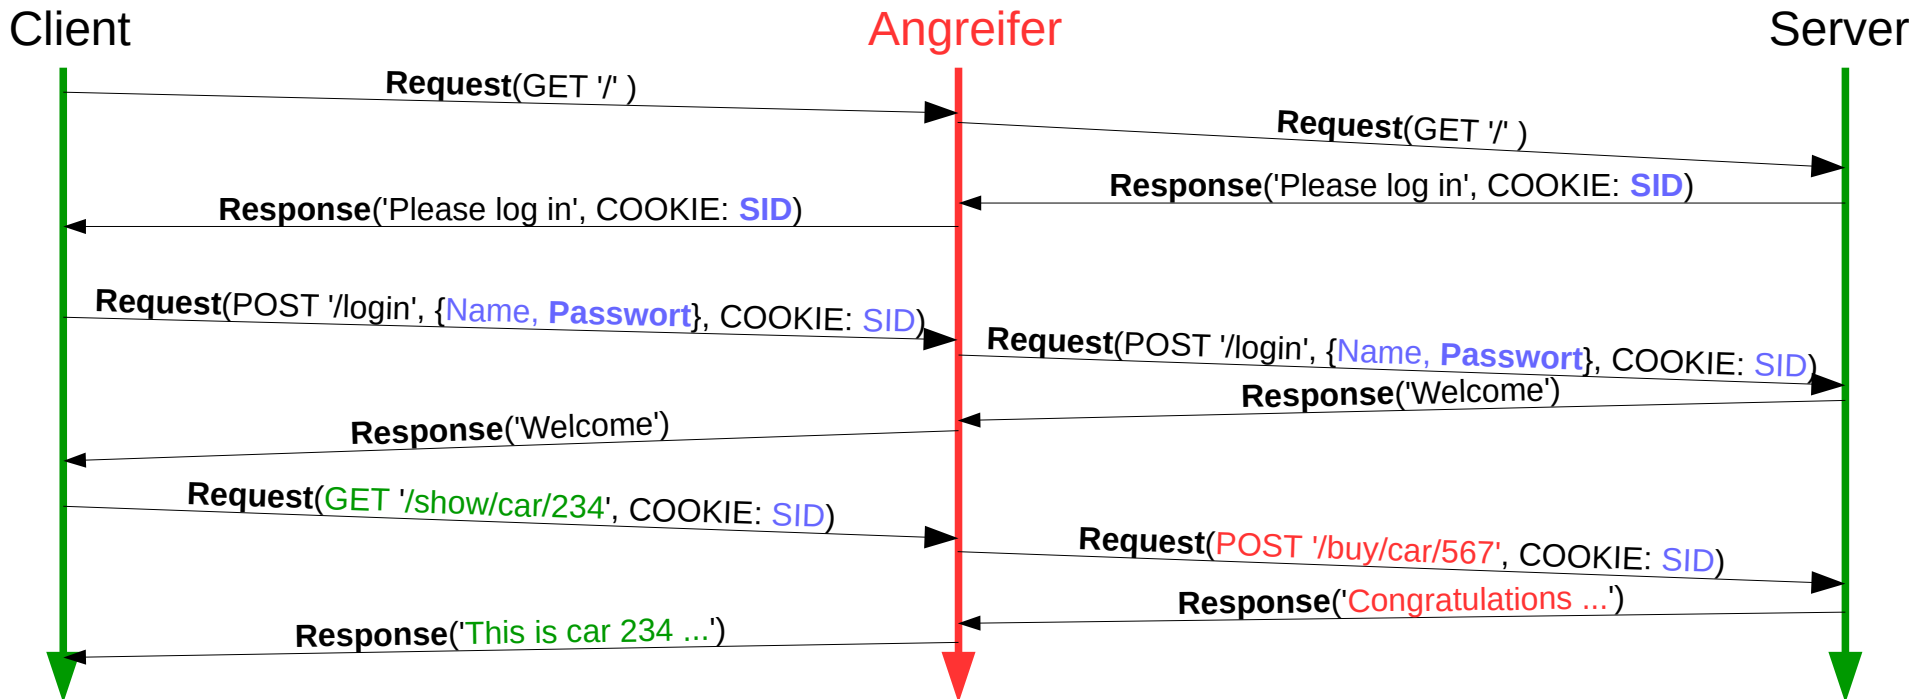 Client
Angreifer
Server
Request(GET '/' )
Request(GET '/' )
Response('Please log in', COOKIE: SID)
Response('Please log in', COOKIE: SID)
Request(POST '/login', {Name, Passwort}, COOKIE: SID)
Request(POST '/login', {Name, Passwort}, COOKIE: SID)
Response('Welcome')
Response('Welcome')
Request(GET '/show/car/234', COOKIE: SID)
Request(POST '/buy/car/567', COOKIE: SID)
Response('Congratulations ...')
Response('This is car 234 ...')